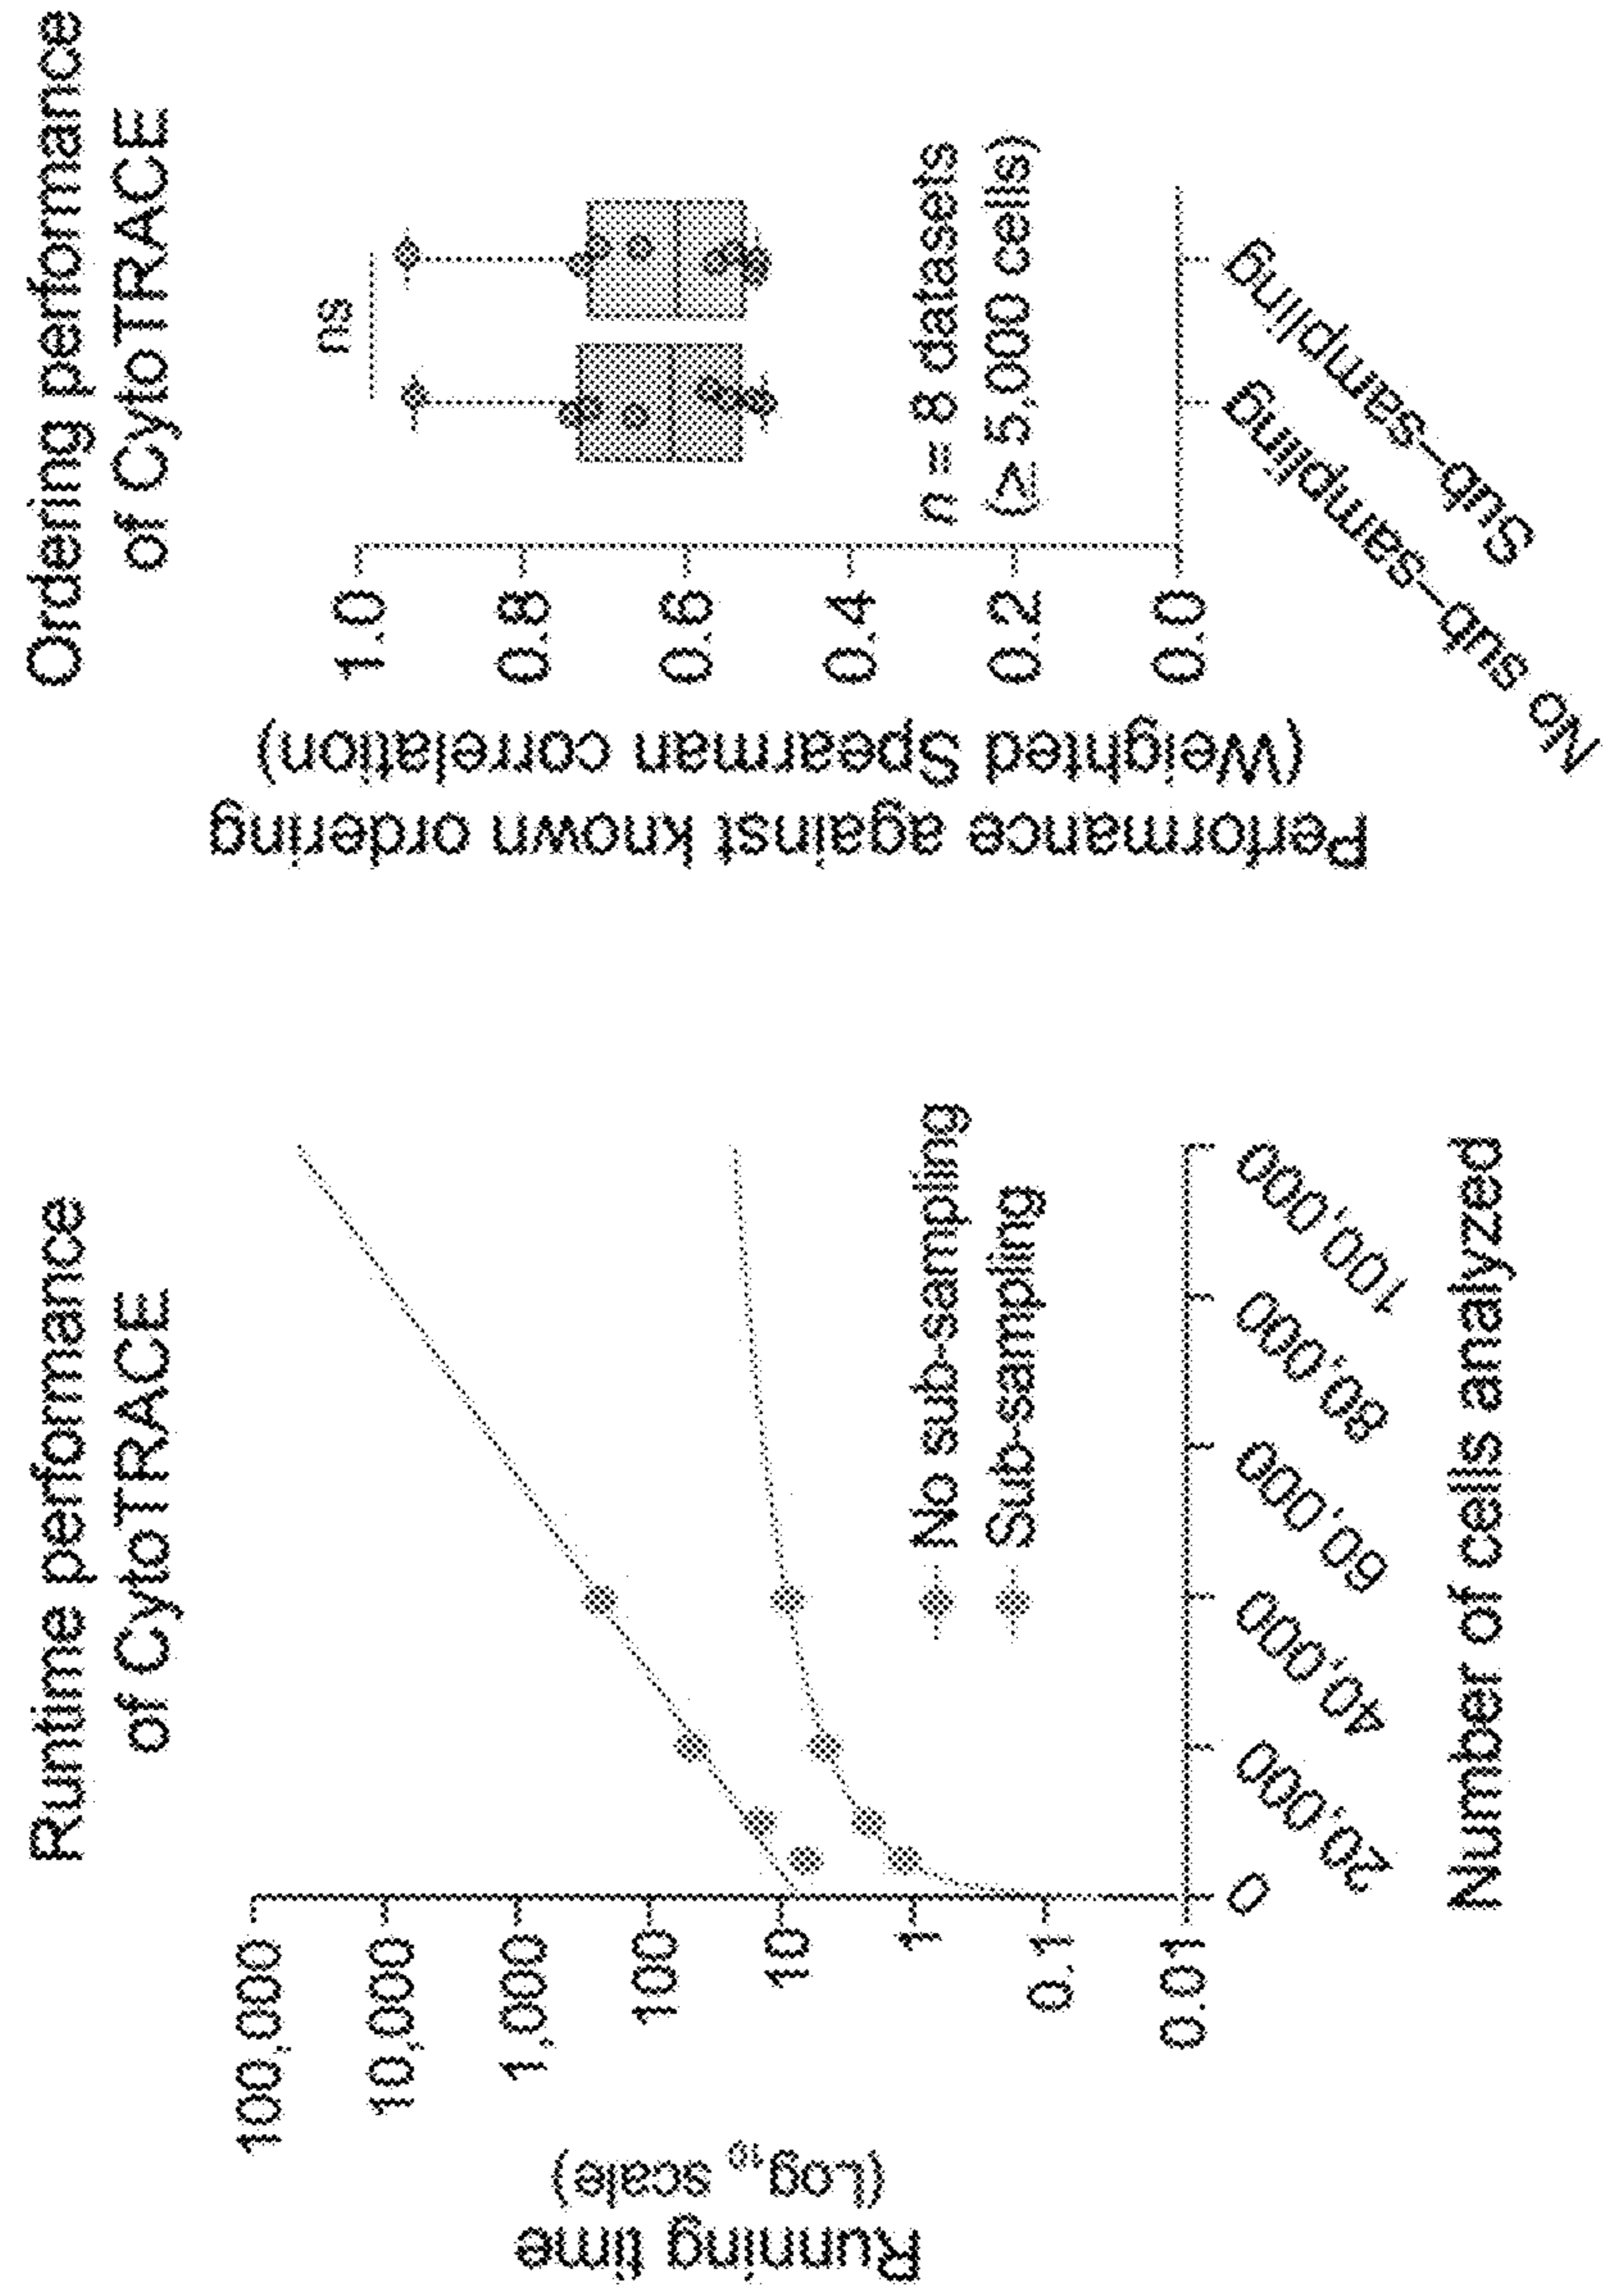 Runtime performance
of CytoTRACE
Running time
(Log₁₀ scale)
100,000
10,000
1,000
100
10
1
0.1
0.01
0
20,000
40,000
60,000
80,000
100,000
Number of cells analyzed
No sub-sampling
Sub-sampling
Ordering performance
of CytoTRACE
Performance against known ordering
(Weighted Spearman correlation)
1.0
0.8
0.6
0.4
0.2
0.0
ns
n = 8 datasets
(≥ 5,000 cells)
No sub–sampling
Sub–sampling